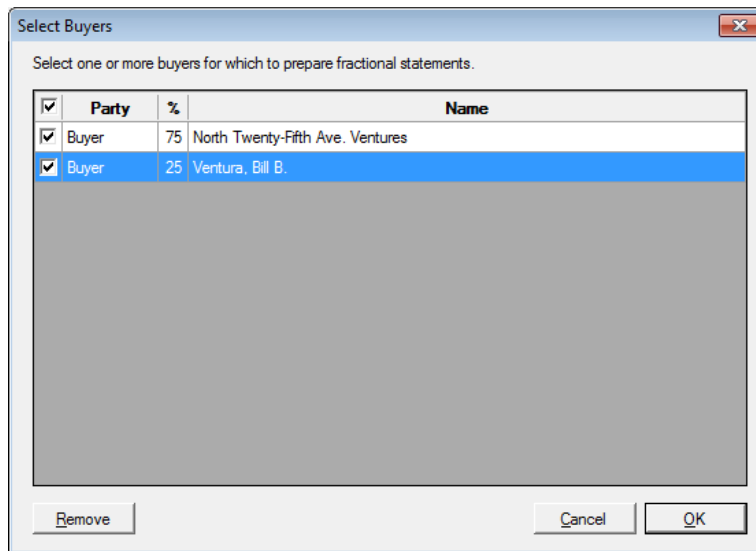 Select Buyers
Select one or more buyers for which to prepare fractional statements.
Party % Name
Buyer 75 North Twenty-Fifth Ave. Ventures
Buyer 25 Ventura, Bill B.
Remove Cancel OK